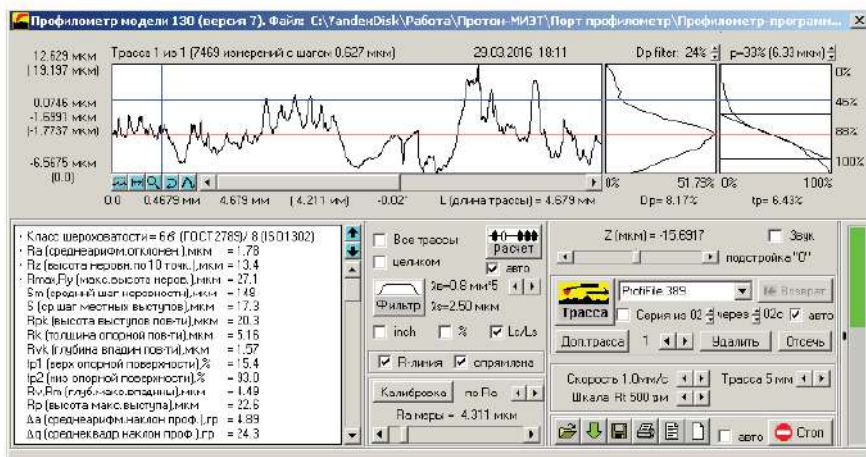 Профилометр модели 130 (версия 7). Файл: C:\YandexDisk\Работа\Протон-МИЭТ\Порт профилометр\Профилометр-программ...
12.629 мкм
(19.197 мкм)
Трасса 1 из 1 (7469 измерений с шагом 0.627 мкм)
29.03.2016 18:11
Dp filter: 24%
p=33% (6.33 мкм)
0%
0.0746 мкм
45%
-1.6991 мкм
(-1.7737 мкм)
88%
-6.5675 мкм
100%
(0.0)
0.0
0.4679 мм
4.679 мм
(4.211 мм)
-0.02°
L (длина трассы) = 4.679 мм
0%
51.78%
0%
100%
Dp= 8.17%
tp= 6.43%
Класс шероховатости = 6б (ГОСТ2789)/ 8 (ISO1302)
Ra (среднеарифм.отклонен.),мкм = 1.78
Rz (высота неровн.по 10 точк.),мкм = 13.4
Rmax,Ry (макс.высота неров.),мкм = 27.1
Sm (средний шаг неровности),мкм = 149
S (ср.шаг местных выступов),мкм = 17.3
Rpk (высота выступов пов-ти),мкм = 20.3
Rk (толщина опорной пов-ти),мкм = 5.16
Rvk (глубина впадин пов-ти),мкм = 1.57
tp1 (верх опорной поверхности),% = 15.4
tp2 (низ опорной поверхности),% = 93.0
Rv,Rm (глуб.макс.впадины),мкм = 4.49
Rp (высота макс.выступа),мкм = 22.6
Δa (среднеарифм.наклон проф.),гр = 4.89
Δq (среднеквадр.наклон проф.),гр = 24.3
Все трассы
целиком
Расчет
авто
Фильтр
λв=0.8 мм*5
λs=2.50 мкм
inch
%
Lc/Ls
R-линия
спрямлена
Калибровка
по Ra
Ra меры = 4.311 мкм
Z (мкм) = -15.6917
Звук
подстройка "0"
Трасса
ProfiFile 389
Возврат
Серия из 02
через
02с
авто
Доп.трасса
1
Удалить
Отсечь
Скорость 1.0мм/с
Трасса 5 мм
Шкала Rt 500 мм
авто
Стоп